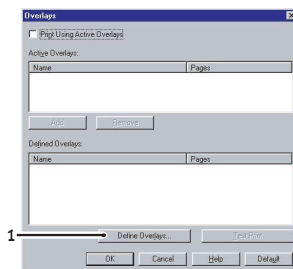 Overlays
Print Using Active Overlays
Active Overlays:
Name Pages
Add Remove
Defined Overlays:
Name Pages
1 Define Overlays... Test Print
OK Cancel Help Default